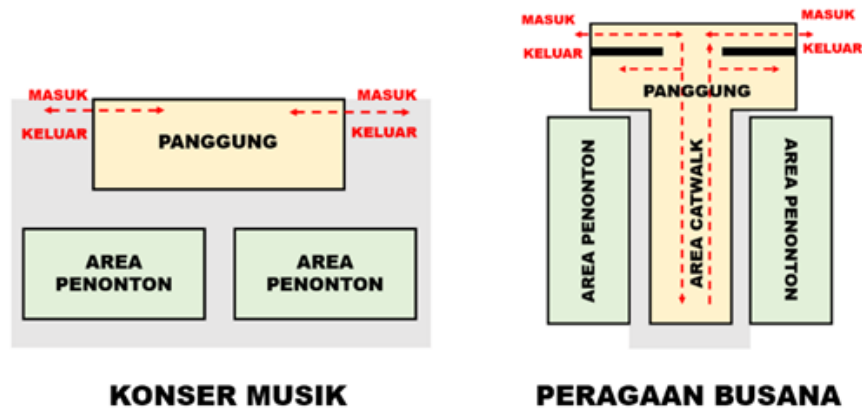 MASUK
KELUAR
MASUK
KELUAR
PANGGUNG
AREA
PENONTON
AREA
PENONTON
KONSER MUSIK
MASUK
KELUAR
MASUK
KELUAR
PANGGUNG
AREA PENONTON
AREA CATWALK
AREA PENONTON
PERAGAAN BUSANA